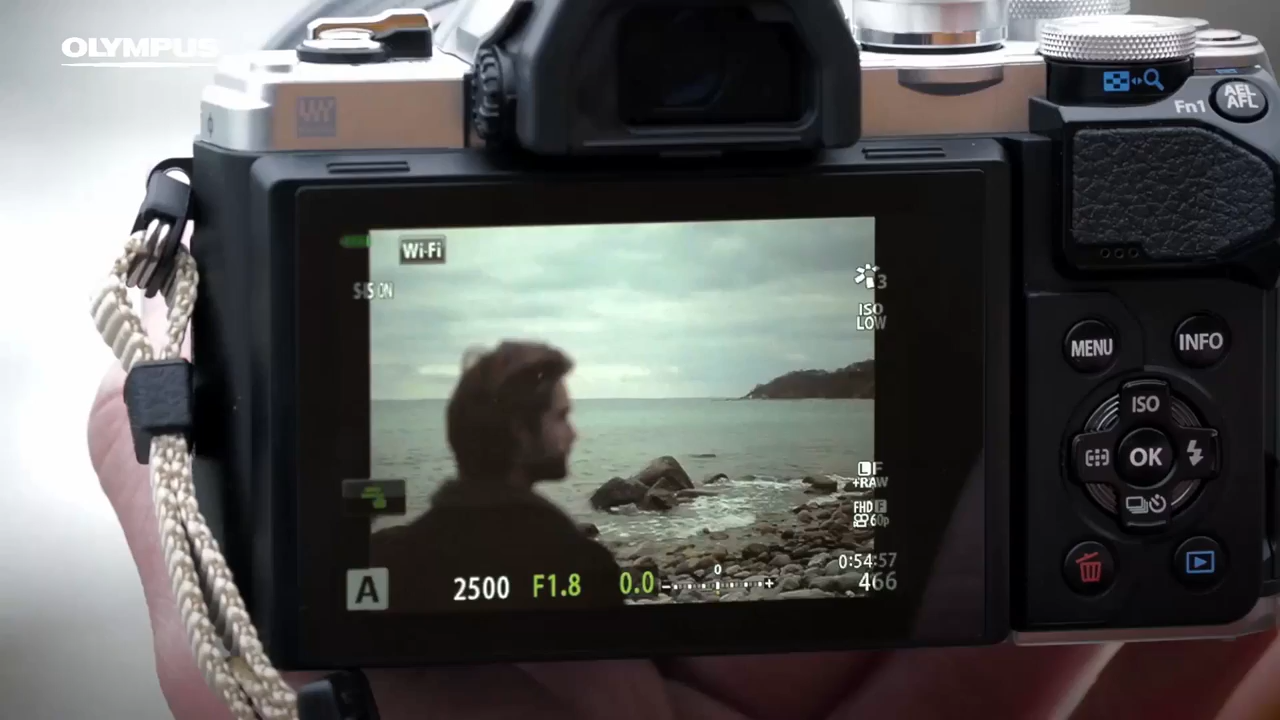 OLYMPUS
Fn1
AEL
AFL
Wi-Fi
S-IS ON
3
ISO
LOW
MENU
INFO
ISO
OK
LF
+RAW
FHD F
60p
A
2500 F1.8 0.0
0
- +
0:54:57
466